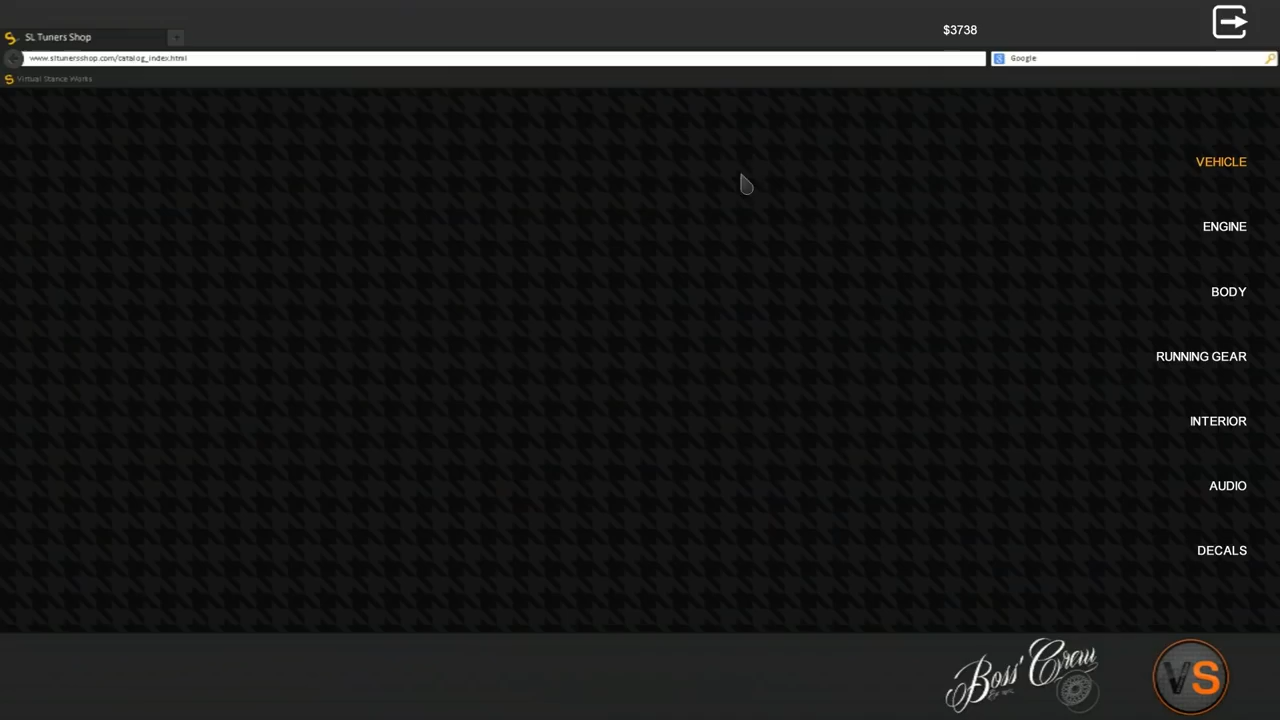 SL Tuners Shop
$3738
www.sltunersshop.com/catalog_index.html
Google
Virtual Stance Works
VEHICLE
ENGINE
BODY
RUNNING GEAR
INTERIOR
AUDIO
DECALS
Boss' Crew
VS